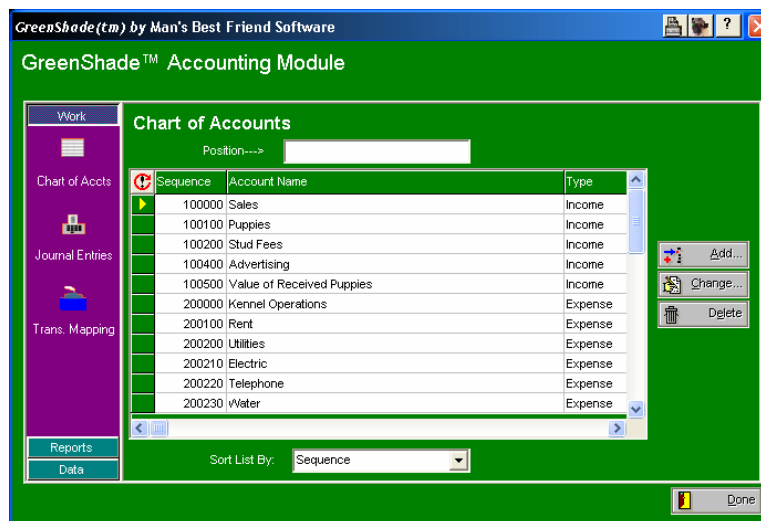 GreenShade(tm) by Man's Best Friend Software ?
GreenShade™ Accounting Module
Work
Chart of Accts
Journal Entries
Trans. Mapping
Reports
Data
Chart of Accounts
Position--->
Sequence Account Name Type
100000 Sales Income
100100 Puppies Income
100200 Stud Fees Income
100400 Advertising Income
100500 Value of Received Puppies Income
200000 Kennel Operations Expense
200100 Rent Expense
200200 Utilities Expense
200210 Electric Expense
200220 Telephone Expense
200230 Water Expense
Sort List By: Sequence
Add...
Change...
Delete
Done